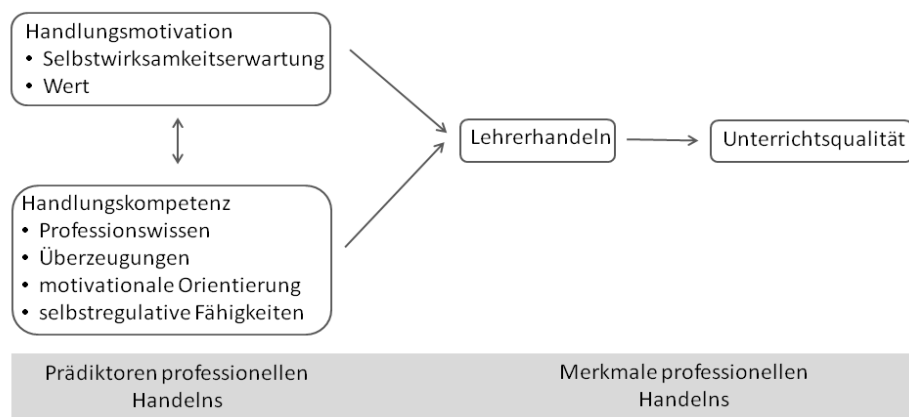 Handlungsmotivation
• Selbstwirksamkeitserwartung
• Wert
Lehrerhandeln
Unterrichtsqualität
Handlungskompetenz
• Professionswissen
• Überzeugungen
• motivationale Orientierung
• selbstregulative Fähigkeiten
Prädiktoren professionellen
Handelns
Merkmale professionellen
Handelns